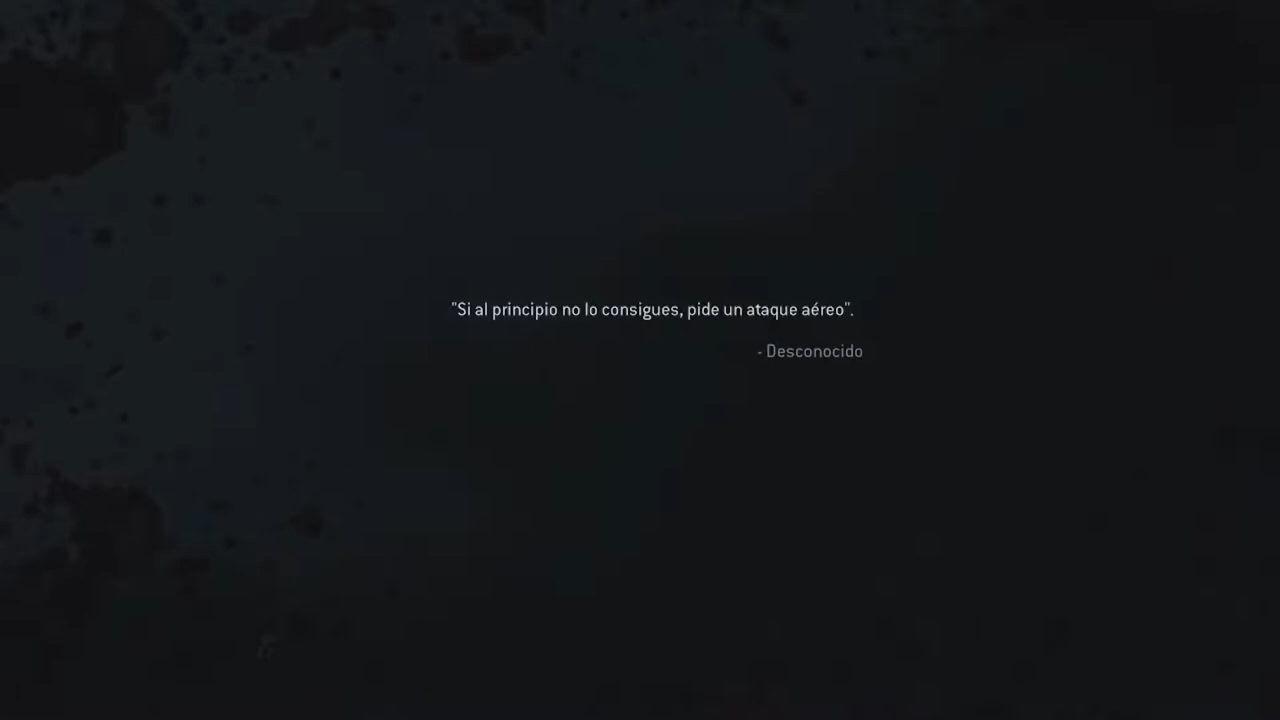 "Si al principio no lo consigues, pide un ataque aéreo".
- Desconocido